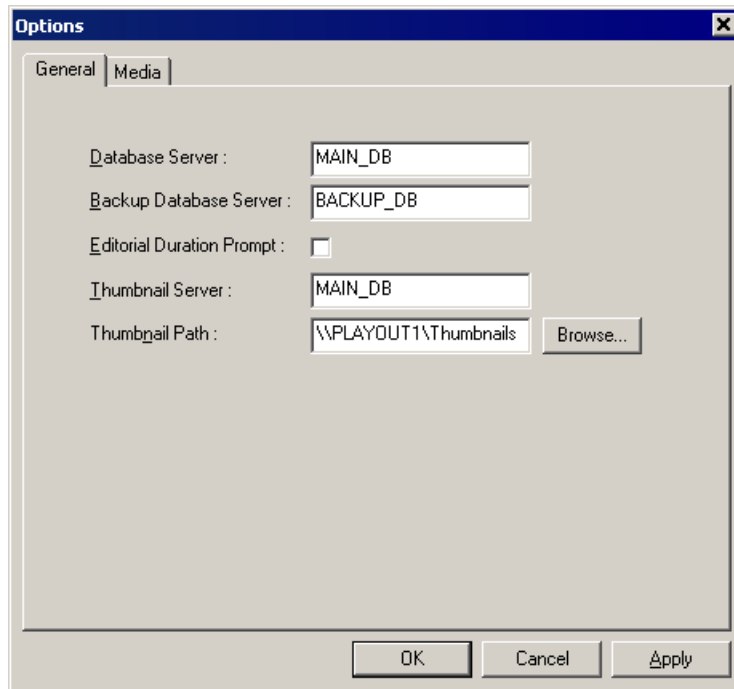 Options
General Media
Database Server : MAIN_DB
Backup Database Server : BACKUP_DB
Editorial Duration Prompt :
Thumbnail Server : MAIN_DB
Thumbnail Path : \\PLAYOUT1\Thumbnails Browse...
OK Cancel Apply